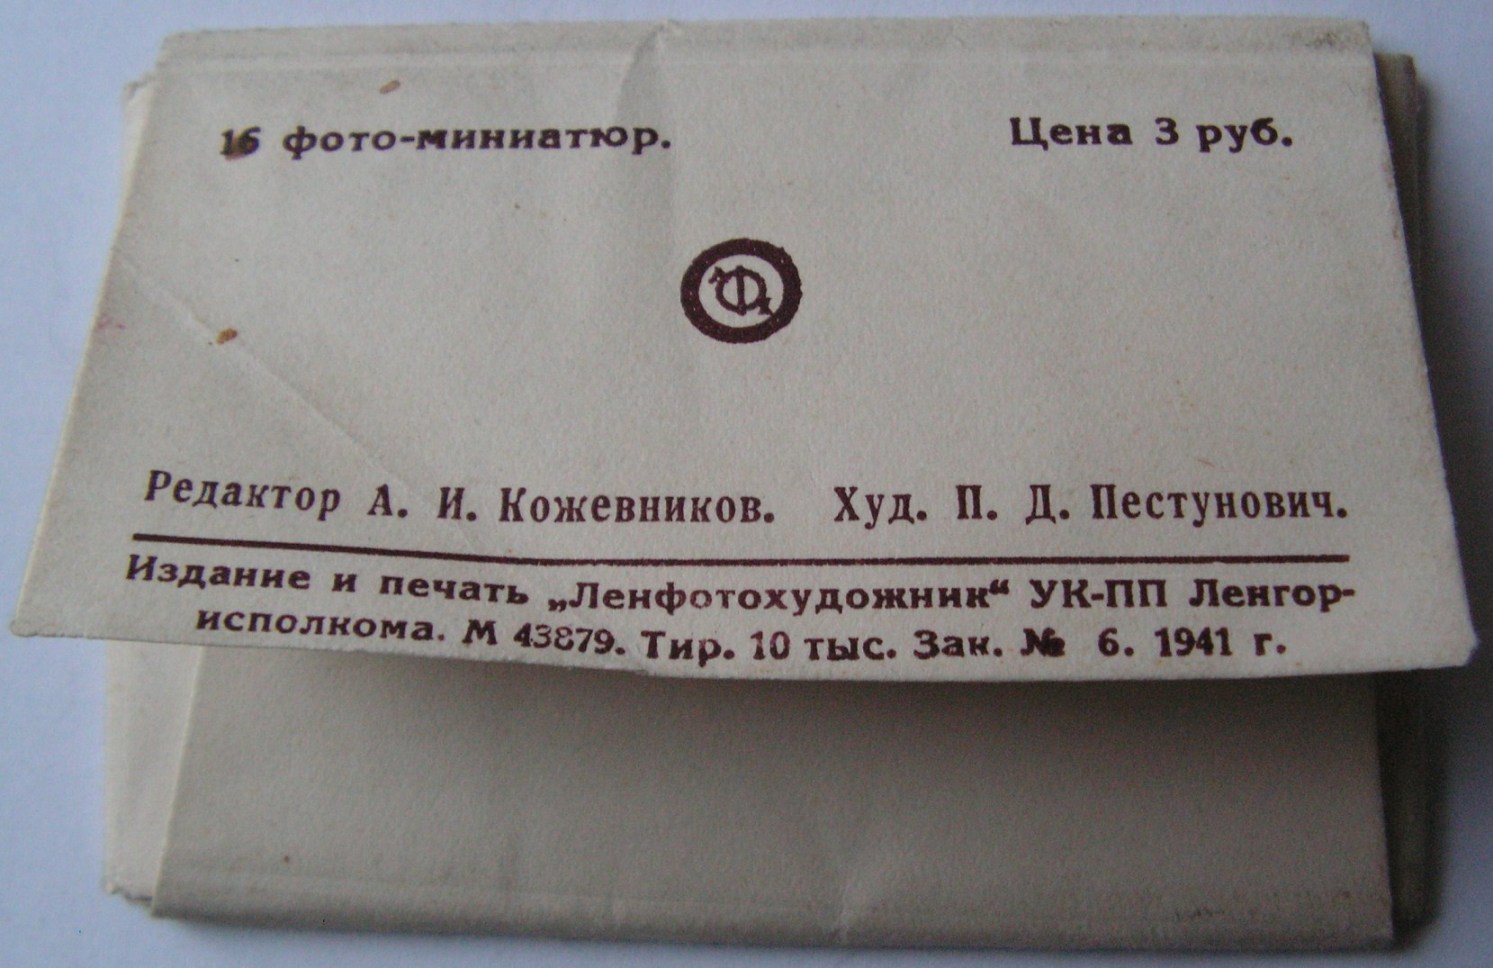 16 фото-миниатюр. Цена 3 руб.
Редактор А. И. Кожевников. Худ. П. Д. Пестунович.
Издание и печать „Ленфотохудожник“ УК-ПП Ленгор-
исполкома. М 43879. Тир. 10 тыс. Зак. № 6. 1941 г.